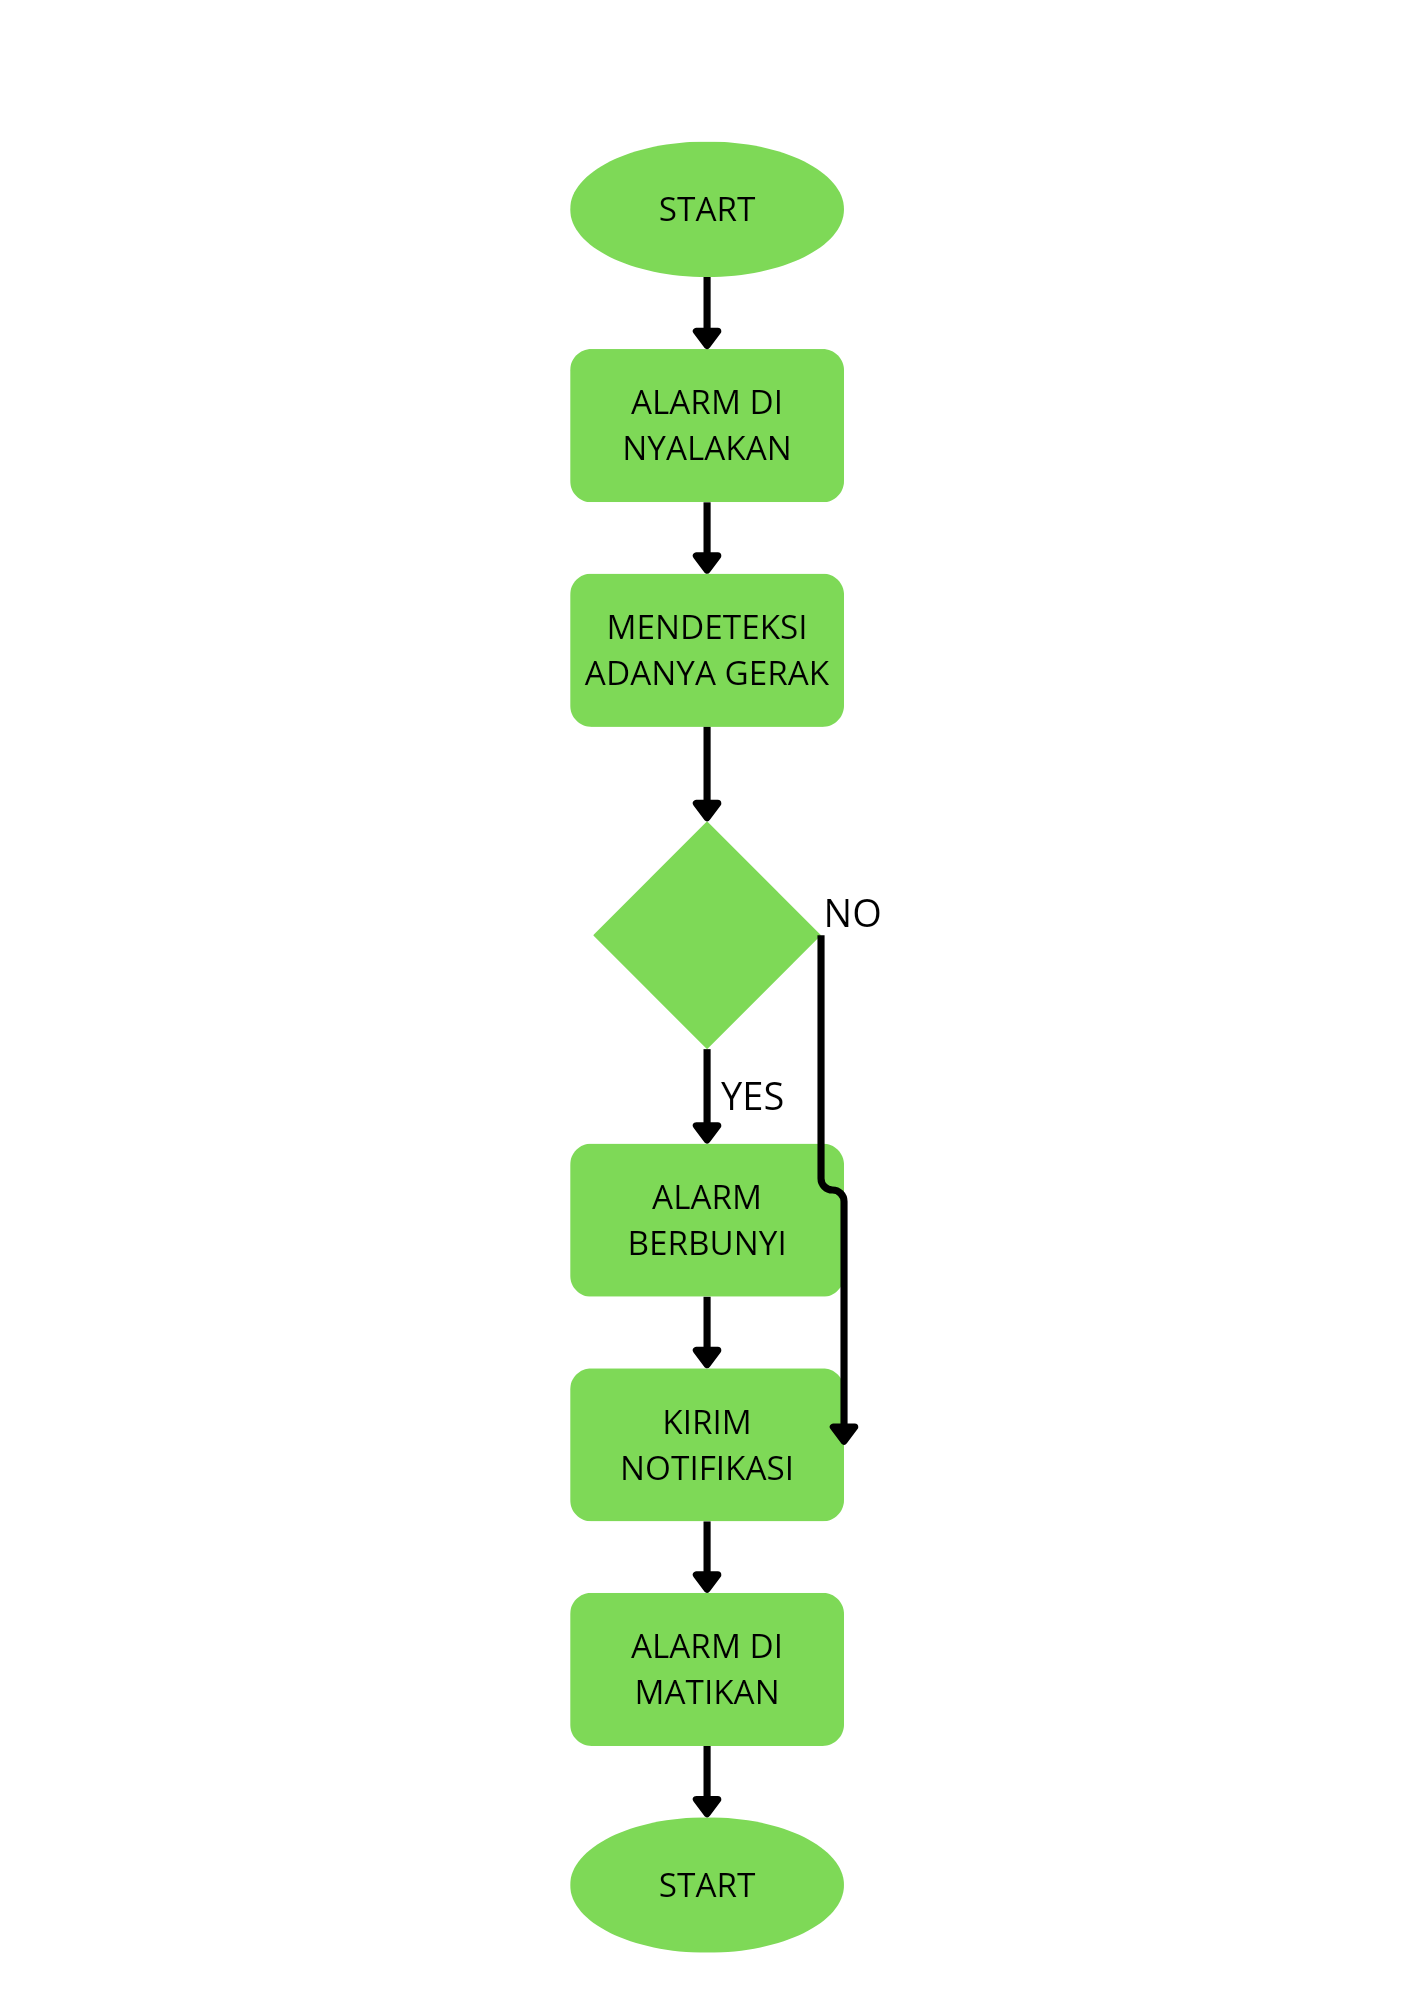 START
ALARM DI
NYALAKAN
MENDETEKSI
ADANYA GERAK
NO
YES
ALARM
BERBUNYI
KIRIM
NOTIFIKASI
ALARM DI
MATIKAN
START